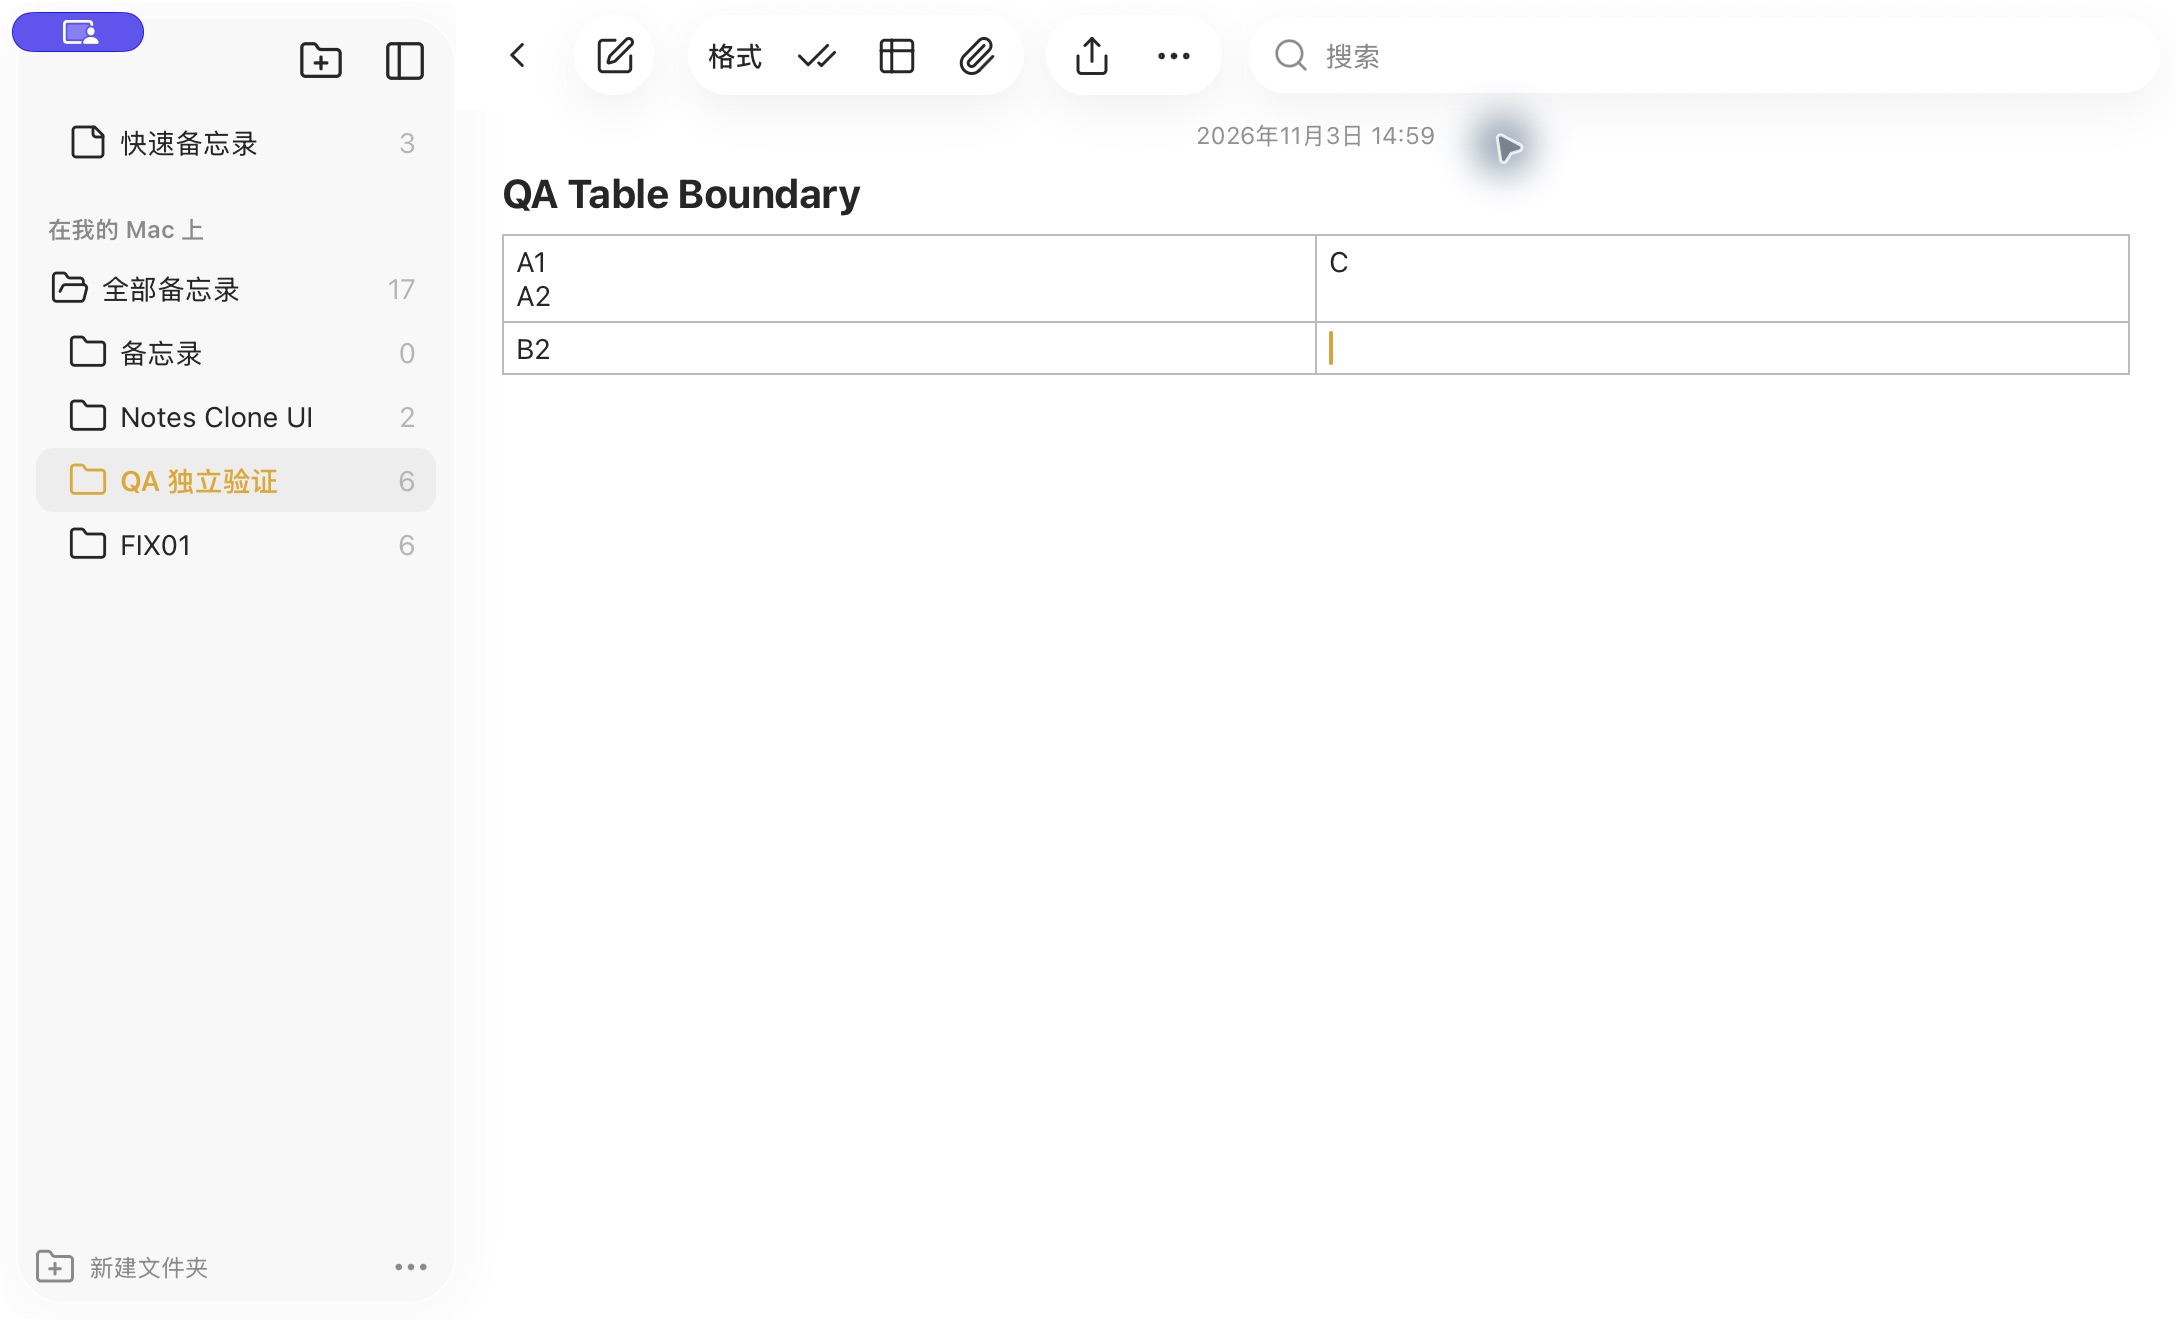 快速备忘录 3
在我的 Mac 上
全部备忘录 17
备忘录 0
Notes Clone UI 2
QA 独立验证 6
FIX01 6
新建文件夹
格式
搜索
2026年11月3日 14:59
QA Table Boundary
A1
A2
C
B2